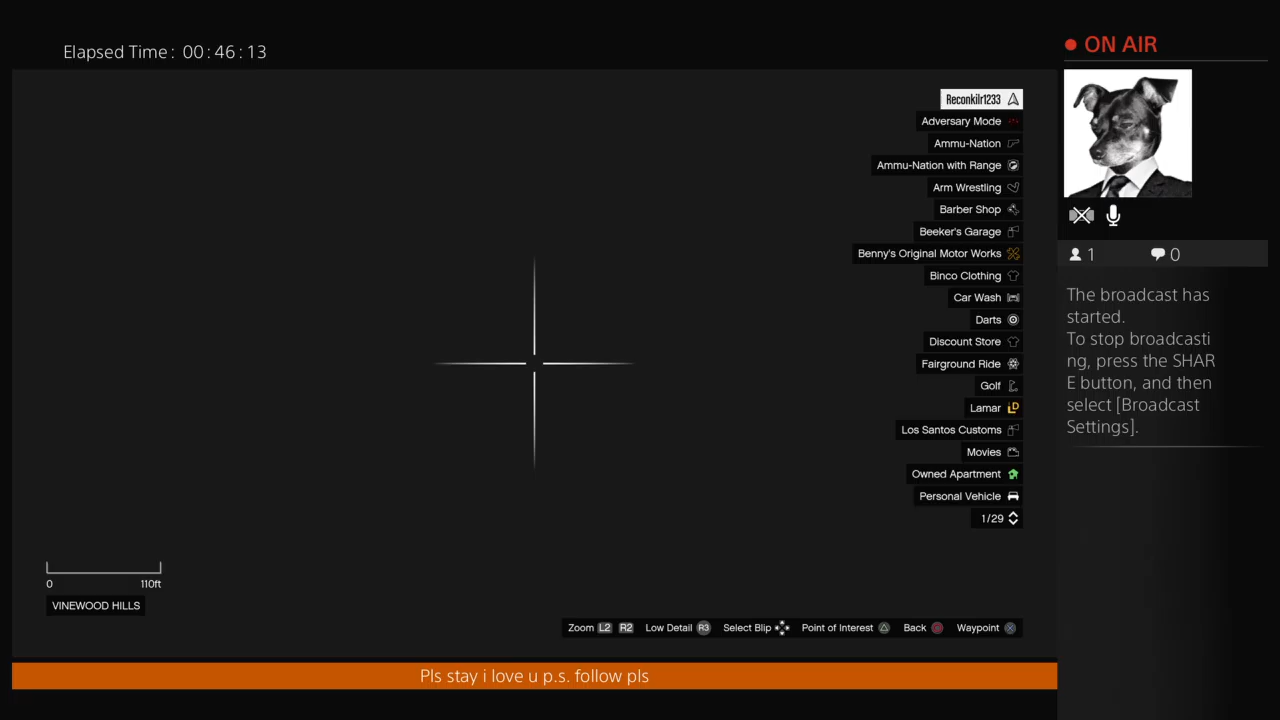 Elapsed Time: 00:46:13
ON AIR
Reconkilr1233
Adversary Mode
Ammu-Nation
Ammu-Nation with Range
Arm Wrestling
Barber Shop
Beeker's Garage
Benny's Original Motor Works
Binco Clothing
Car Wash
Darts
Discount Store
Fairground Ride
Golf
Lamar LD
Los Santos Customs
Movies
Owned Apartment
Personal Vehicle
1/29
1 0
The broadcast has
started.
To stop broadcasti
ng, press the SHAR
E button, and then
select [Broadcast
Settings].
0 110ft
VINEWOOD HILLS
Zoom L2 R2 Low Detail R3 Select Blip Point of Interest Back Waypoint
Pls stay i love u p.s. follow pls